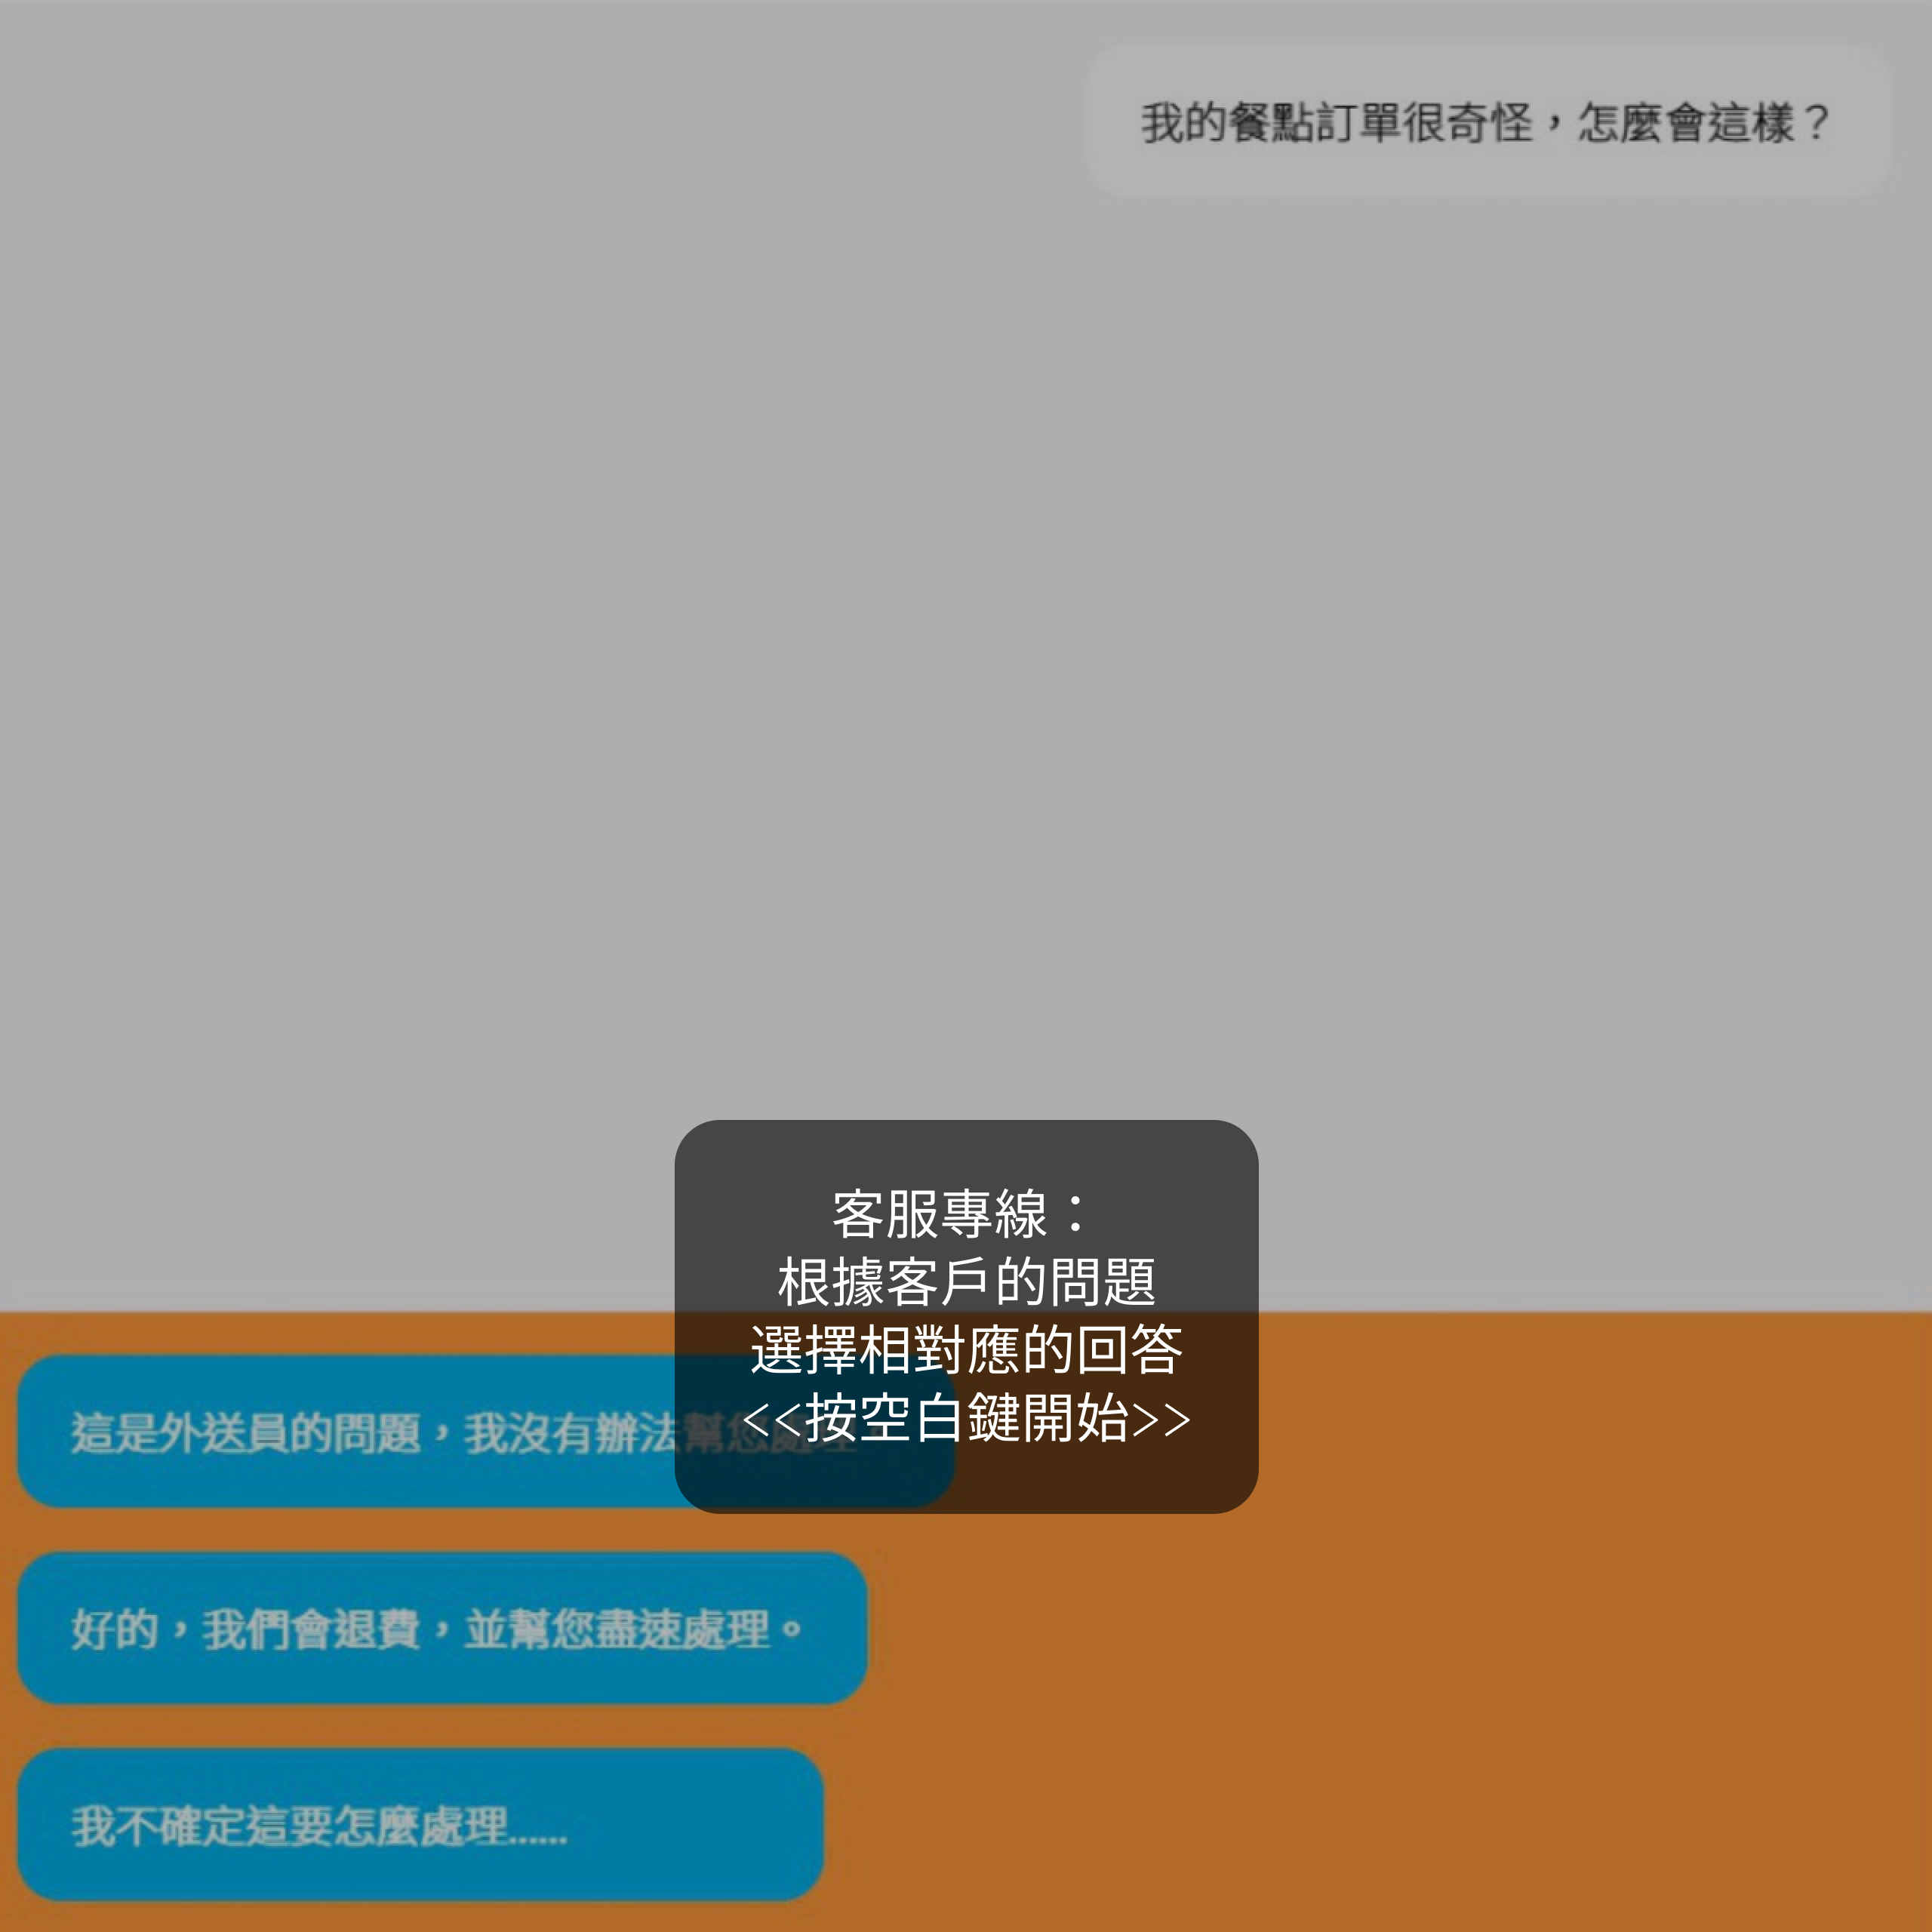 我的餐點訂單很奇怪，怎麼會這樣？
客服專線：
根據客戶的問題
選擇相對應的回答
<<按空白鍵開始>>
這是外送員的問題，我沒有辦法幫您處理。
好的，我們會退費，並幫您盡速處理。
我不確定這要怎麼處理......